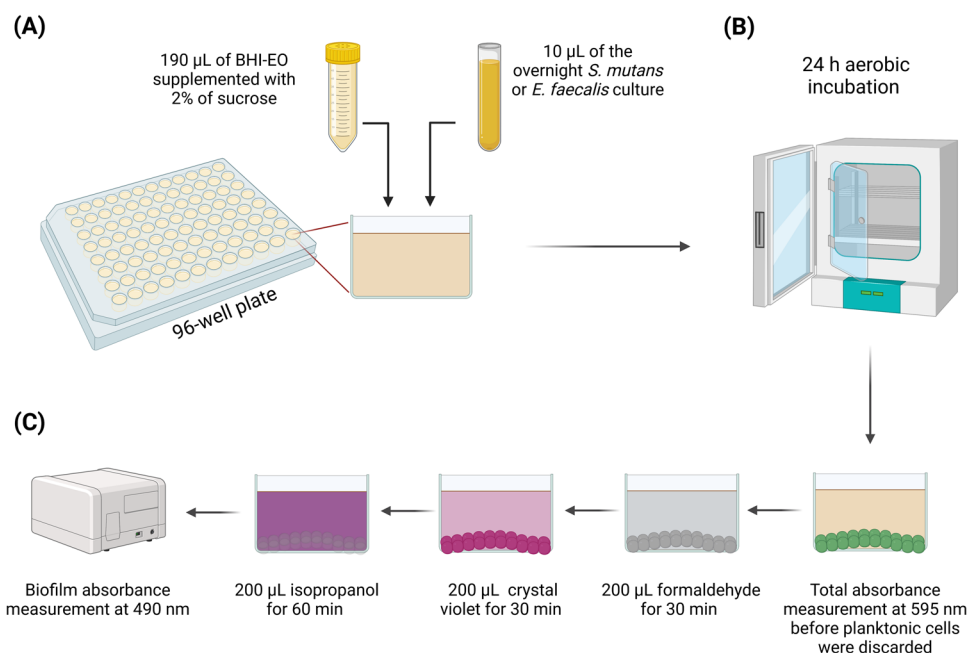 (A)
190 µL of BHI-EO
supplemented with
2% of sucrose
10 µL of the
overnight S. mutans
or E. faecalis culture
96-well plate
(B)
24 h aerobic
incubation
(C)
Biofilm absorbance
measurement at 490 nm
200 µL isopropanol
for 60 min
200 µL crystal
violet for 30 min
200 µL formaldehyde
for 30 min
Total absorbance
measurement at 595 nm
before planktonic cells
were discarded